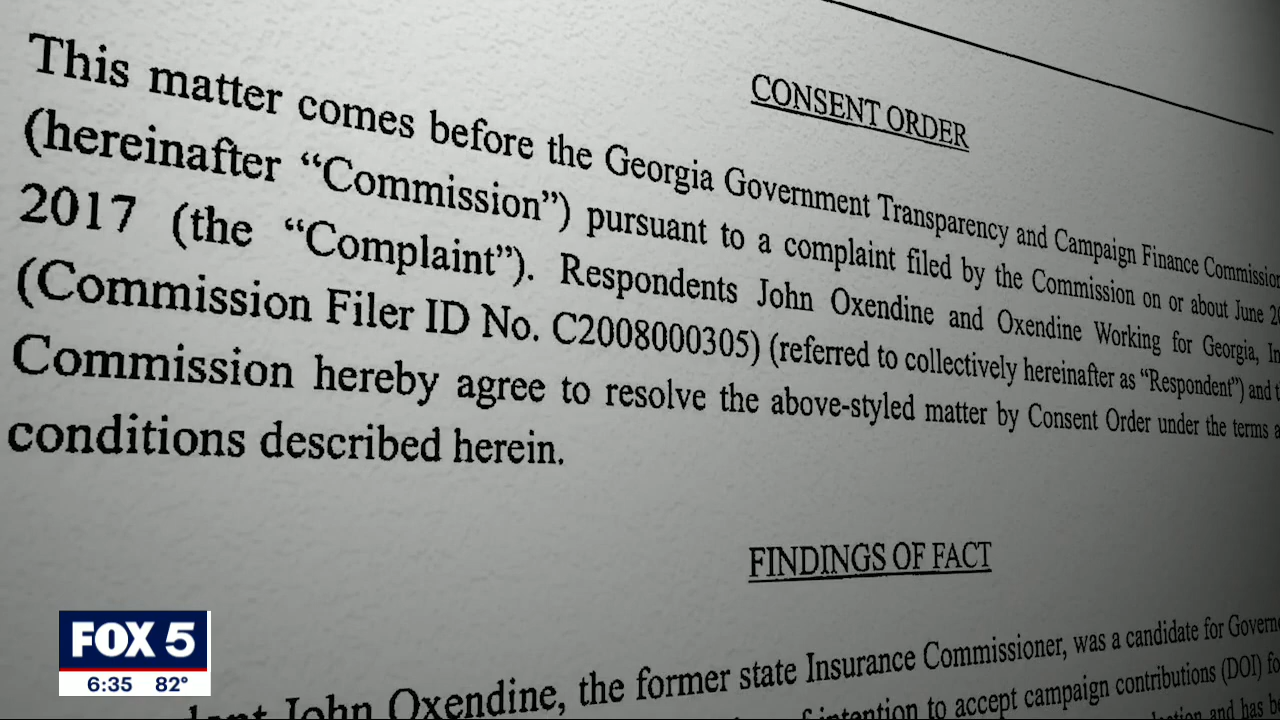 CONSENT ORDER
This matter comes before the Georgia Government Transparency and Campaign Finance Commission
(hereinafter “Commission”) pursuant to a complaint filed by the Commission on or about June
2017 (the “Complaint”). Respondents John Oxendine and Oxendine Working for Georgia,
(Commission Filer ID No. C2008000305) (referred to collectively hereinafter as “Respondent”) and
Commission hereby agree to resolve the above-styled matter by Consent Order under the terms
conditions described herein.
FINDINGS OF FACT
John Oxendine, the former state Insurance Commissioner, was a candidate for
intention to accept campaign contributions (DOI)
and has
FOX 5
6:35 82°